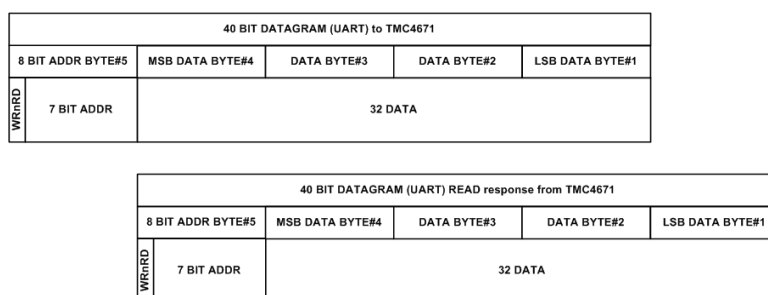 40 BIT DATAGRAM (UART) to TMC4671
8 BIT ADDR BYTE#5 MSB DATA BYTE#4 DATA BYTE#3 DATA BYTE#2 LSB DATA BYTE#1
WRnRD 7 BIT ADDR 32 DATA
40 BIT DATAGRAM (UART) READ response from TMC4671
8 BIT ADDR BYTE#5 MSB DATA BYTE#4 DATA BYTE#3 DATA BYTE#2 LSB DATA BYTE#1
WRnRD 7 BIT ADDR 32 DATA